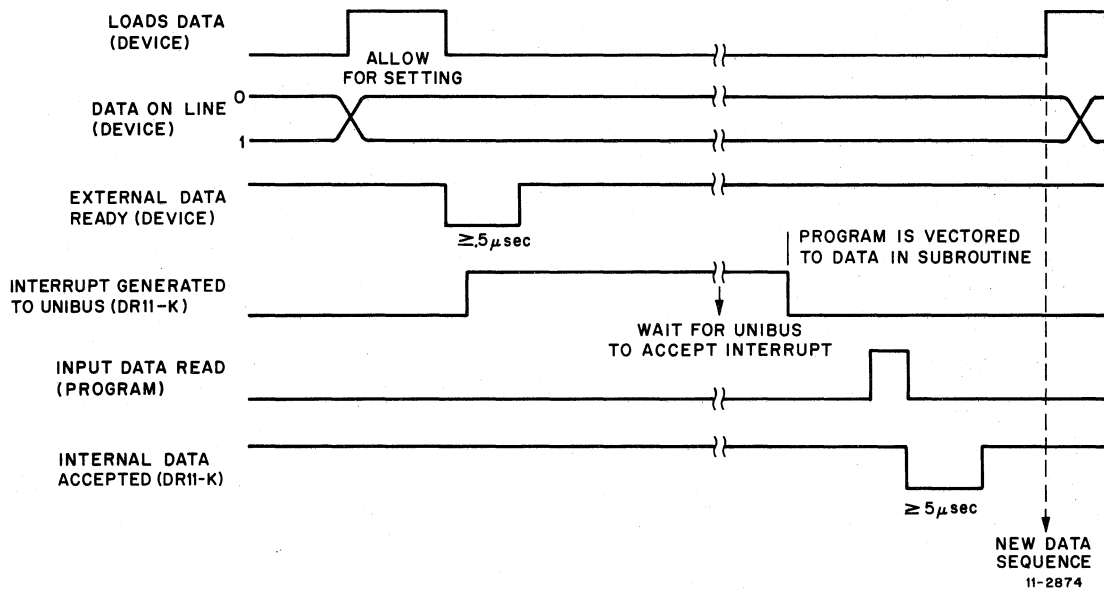 LOADS DATA
(DEVICE)
ALLOW
FOR SETTING
DATA ON LINE
(DEVICE)
0
1
EXTERNAL DATA
READY (DEVICE)
≥.5μsec
INTERRUPT GENERATED
TO UNIBUS (DR11-K)
PROGRAM IS VECTORED
TO DATA IN SUBROUTINE
WAIT FOR UNIBUS
TO ACCEPT INTERRUPT
INPUT DATA READ
(PROGRAM)
INTERNAL DATA
ACCEPTED (DR11-K)
≥ 5μsec
NEW DATA
SEQUENCE
11-2874